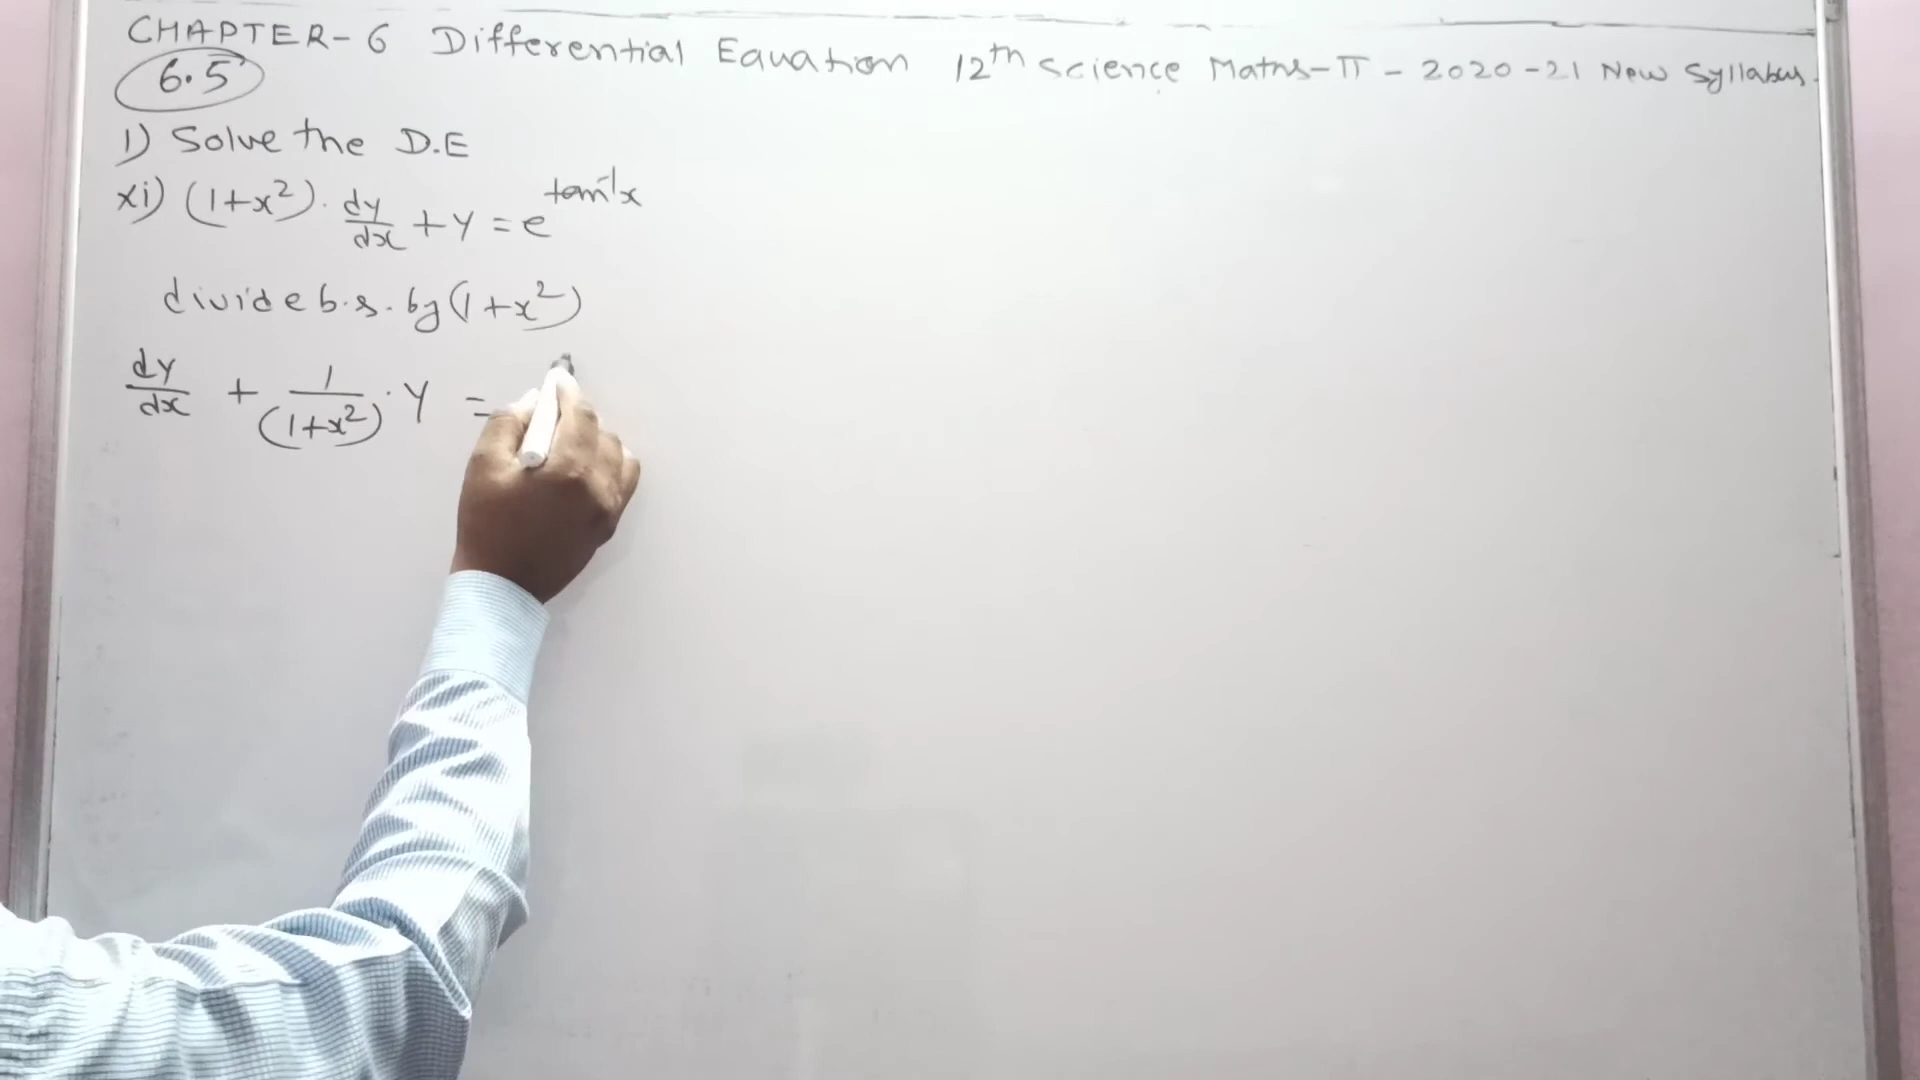 CHAPTER-6 Differential Equation 12th Science Maths-II - 2020-21 New Syllabus.
6.5
1) Solve the D.E
xi) (1+x²)· dy/dx + y = e^tan⁻¹x
divide b.s. by (1+x²)
dy/dx + 1/(1+x²) · y =